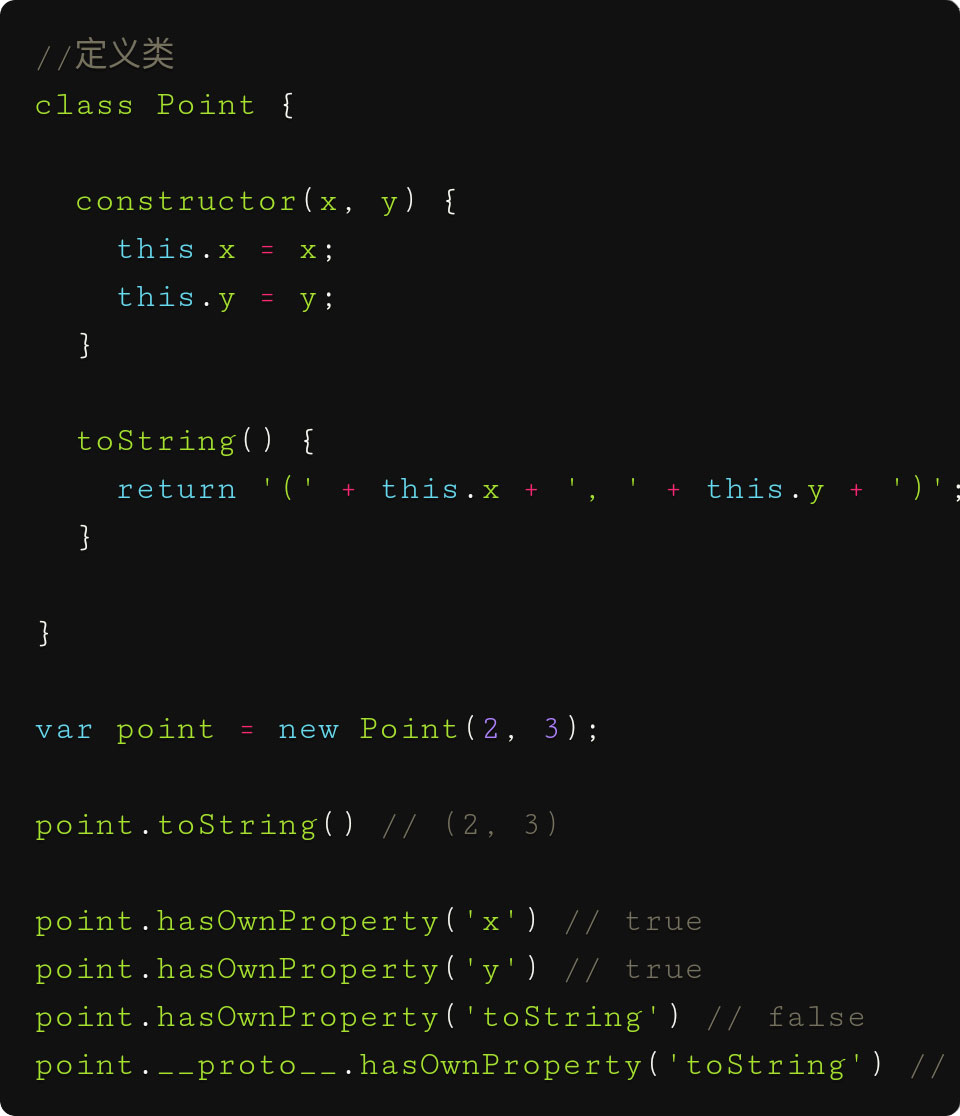 //定义类
class Point {
  constructor(x, y) {
    this.x = x;
    this.y = y;
  }
  toString() {
    return '(' + this.x + ', ' + this.y + ')';
  }
}
var point = new Point(2, 3);
point.toString() // (2, 3)
point.hasOwnProperty('x') // true
point.hasOwnProperty('y') // true
point.hasOwnProperty('toString') // false
point.__proto__.hasOwnProperty('toString') //